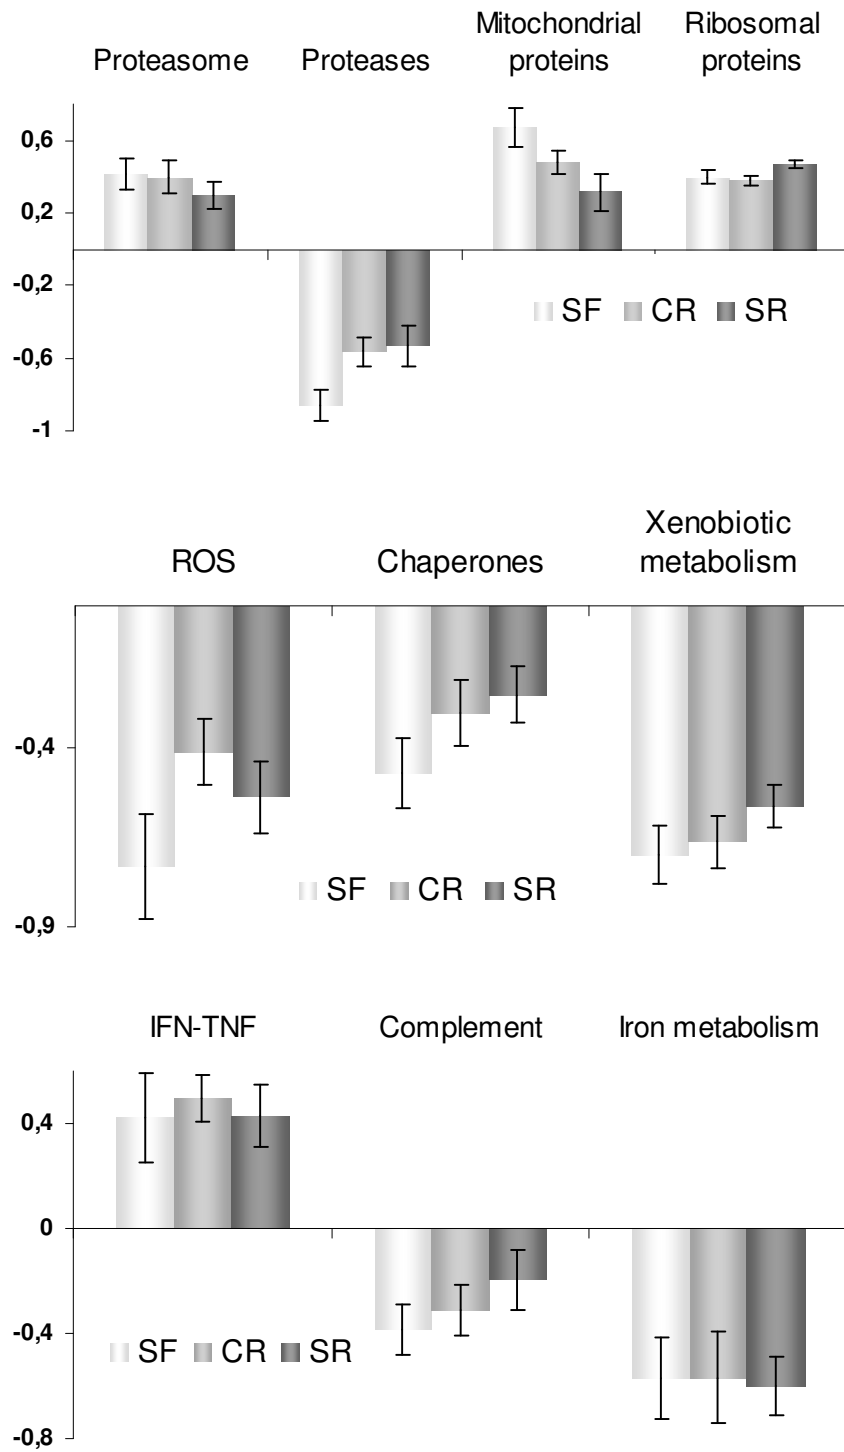 Mitochondrial Ribosomal
Proteasome Proteases proteins proteins
0,6
0,2
-0,2
SF CR SR
-0,6
-1
Xenobiotic
ROS Chaperones metabolism
-0,4
SF CR SR
-0,9
IFN-TNF Complement Iron metabolism
0,4
0
-0,4
SF CR SR
-0,8